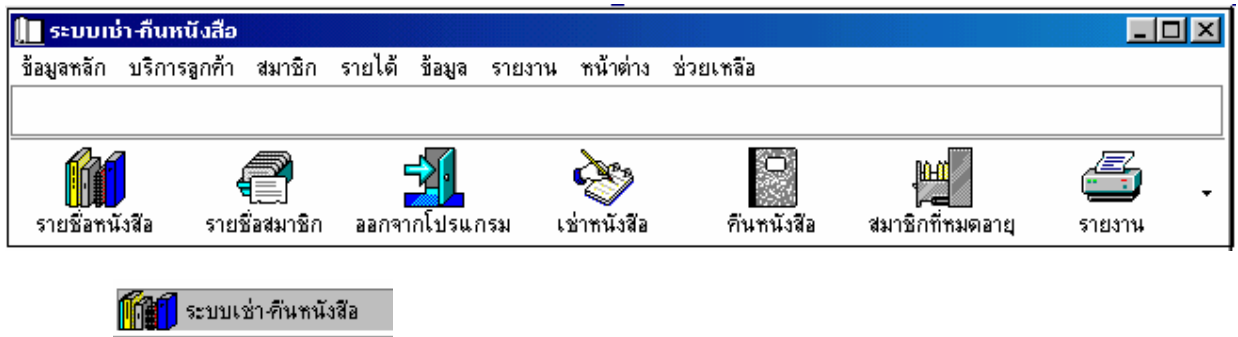 ระบบเช่า-คืนหนังสือ
ข้อมูลหลัก บริการลูกค้า สมาชิก รายได้ ข้อมูล รายงาน หน้าต่าง ช่วยเหลือ
รายชื่อหนังสือ รายชื่อสมาชิก ออกจากโปรแกรม เช่าหนังสือ คืนหนังสือ สมาชิกที่หมดอายุ รายงาน
ระบบเช่า-คืนหนังสือ